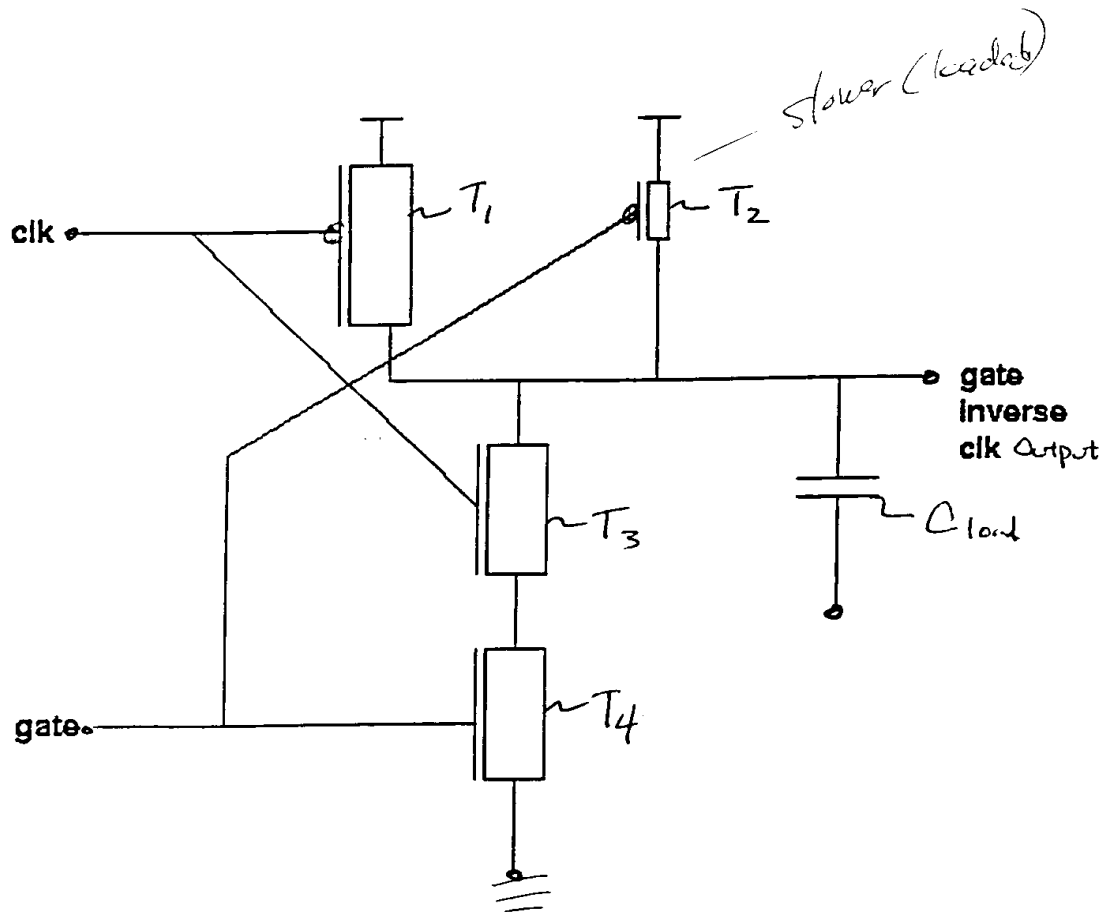 slower (loaded)
T1
T2
clk
gate
inverse
clk Output
T3
Cload
gate
T4